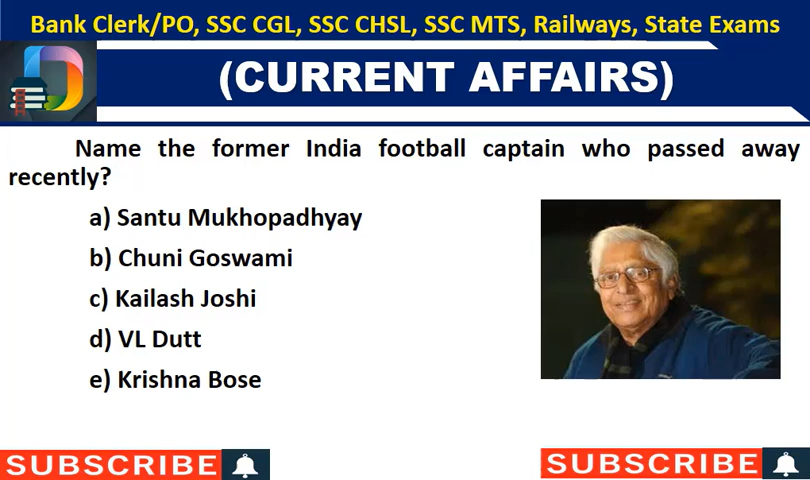 Bank Clerk/PO, SSC CGL, SSC CHSL, SSC MTS, Railways, State Exams
(CURRENT AFFAIRS)
Name the former India football captain who passed away
recently?
a) Santu Mukhopadhyay
b) Chuni Goswami
c) Kailash Joshi
d) VL Dutt
e) Krishna Bose
SUBSCRIBE
SUBSCRIBE